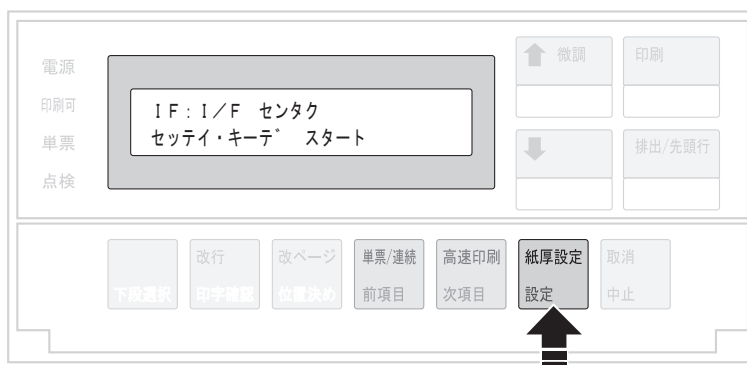 電源
印刷可
単票
点検
IF:I/F センタク
セッテイ・キーデ スタート
微調
印刷
排出/先頭行
下段選択
改行
印字確認
改ページ
位置決め
単票/連続
前項目
高速印刷
次項目
紙厚設定
設定
取消
中止